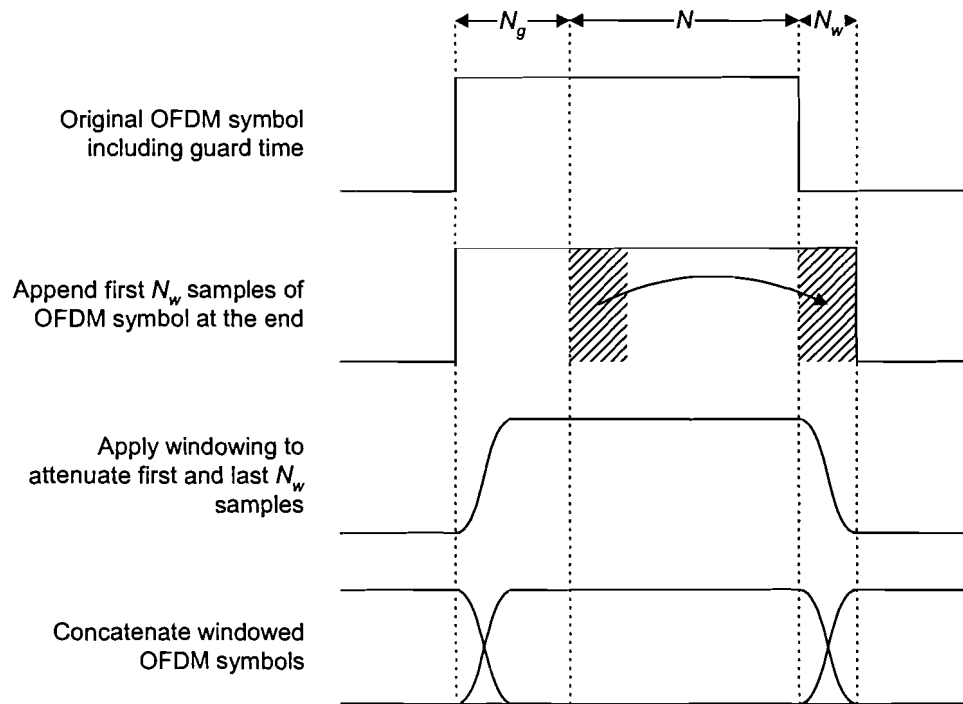 N_g N N_w
Original OFDM symbol
including guard time
Append first N_w samples of
OFDM symbol at the end
Apply windowing to
attenuate first and last N_w
samples
Concatenate windowed
OFDM symbols